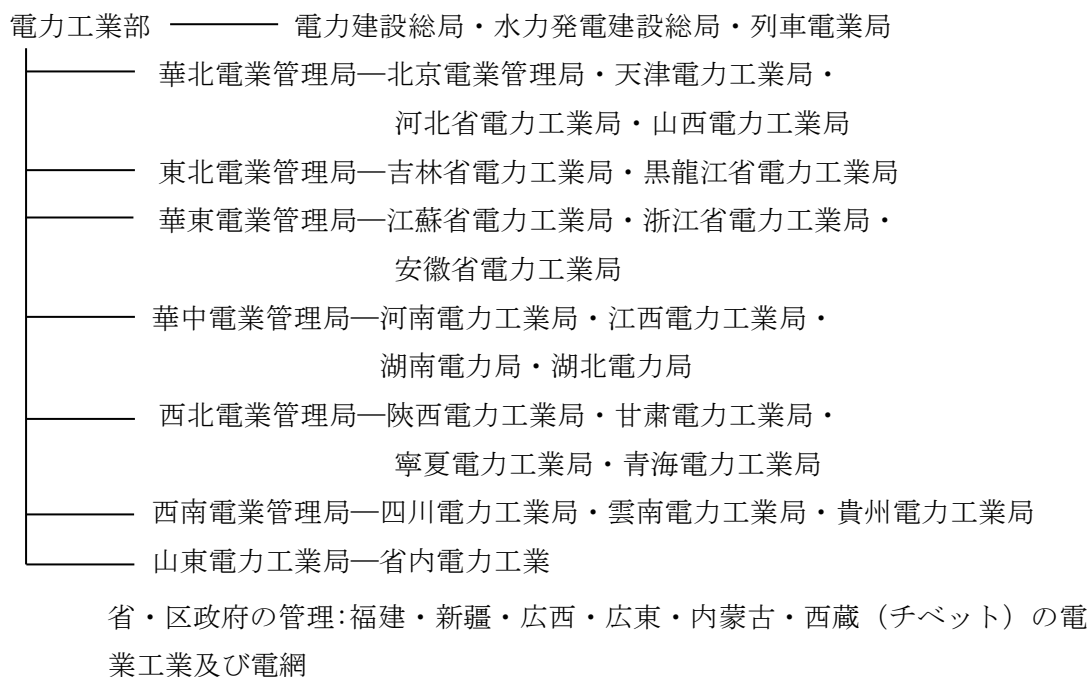 電力工業部 ─── 電力建設総局・水力発電建設総局・列車電業局
華北電業管理局―北京電業管理局・天津電力工業局・
河北省電力工業局・山西電力工業局
東北電業管理局―吉林省電力工業局・黒龍江省電力工業局
華東電業管理局―江蘇省電力工業局・浙江省電力工業局・
安徽省電力工業局
華中電業管理局―河南電力工業局・江西電力工業局・
湖南電力局・湖北電力局
西北電業管理局―陝西電力工業局・甘粛電力工業局・
寧夏電力工業局・青海電力工業局
西南電業管理局―四川電力工業局・雲南電力工業局・貴州電力工業局
山東電力工業局―省内電力工業
省・区政府の管理:福建・新疆・広西・広東・内蒙古・西蔵（チベット）の電
業工業及び電網